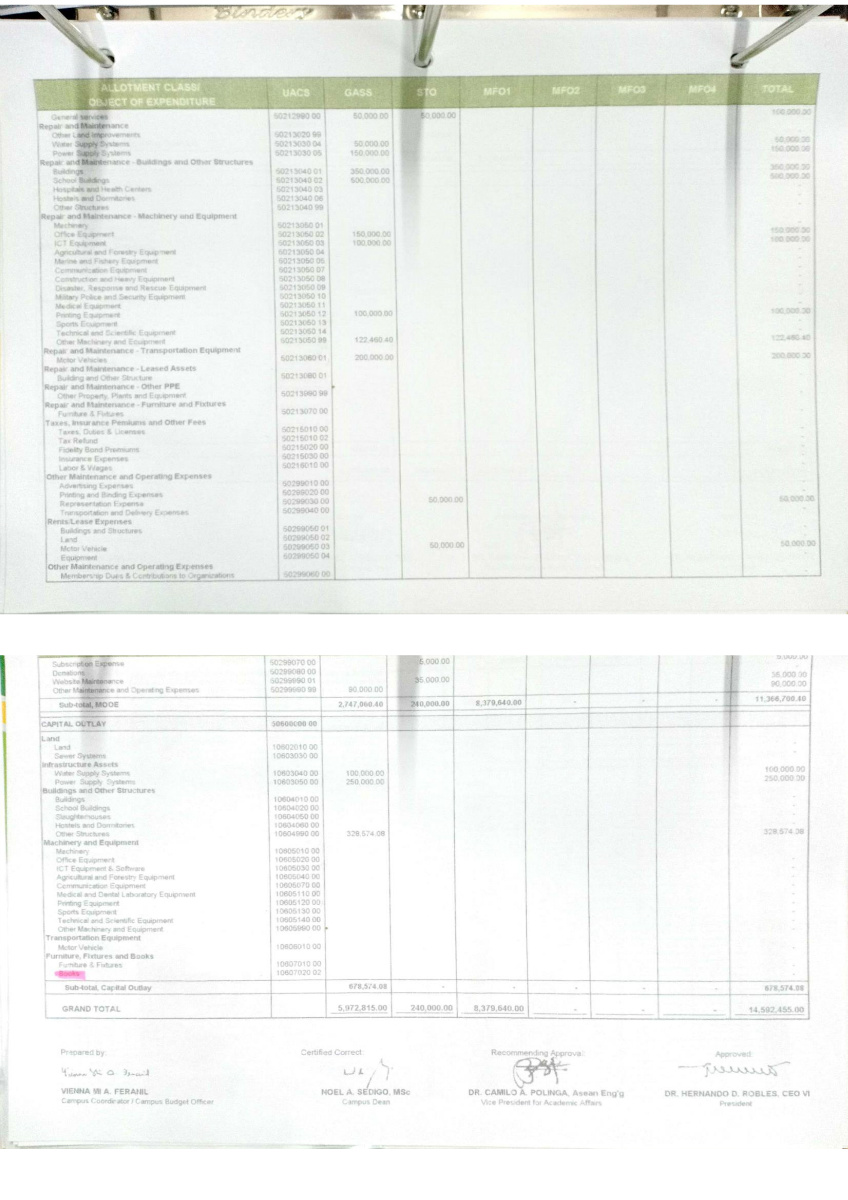 Bindery
ALLOTMENT CLASS/ OBJECT OF EXPENDITURE UACS GASS STO MFO1 MFO2 MFO3 MFO4 TOTAL
General services 50212990 00 50,000.00 50,000.00 100,000.00
Repair and Maintenance
Other Land Improvements 50213020 99
Water Supply Systems 50213030 04 50,000.00 50,000.00
Power Supply Systems 50213030 05 150,000.00 150,000.00
Repair and Maintenance - Buildings and Other Structures
Buildings 50213040 01 350,000.00 350,000.00
School Buildings 50213040 02 500,000.00 500,000.00
Hospitals and Health Centers 50213040 03 -
Hostels and Dormitories 50213040 06 -
Other Structures 50213040 99 -
Repair and Maintenance - Machinery and Equipment
Machinery 50213050 01 -
Office Equipment 50213050 02 150,000.00 150,000.00
ICT Equipment 50213050 03 100,000.00 100,000.00
Agricultural and Forestry Equipment 50213050 04 -
Marine and Fishery Equipment 50213050 05 -
Communication Equipment 50213050 07 -
Construction and Heavy Equipment 50213050 08 -
Disaster, Response and Rescue Equipment 50213050 09 -
Military Police and Security Equipment 50213050 10 -
Medical Equipment 50213050 11 -
Printing Equipment 50213050 12 100,000.00 100,000.00
Sports Equipment 50213050 13 -
Technical and Scientific Equipment 50213050 14 -
Other Machinery and Equipment 50213050 99 122,460.40 122,460.40
Repair and Maintenance - Transportation Equipment
Motor Vehicles 50213060 01 200,000.00 200,000.00
Repair and Maintenance - Leased Assets
Building and Other Structure 50213080 01 -
Repair and Maintenance - Other PPE
Other Property, Plants and Equipment 50213990 99 -
Repair and Maintenance - Furniture and Fixtures
Furniture & Fixtures 50213070 00 -
Taxes, Insurance Pemiums and Other Fees
Taxes, Duties & Licenses 50215010 00 -
Tax Refund 50215010 02 -
Fidelity Bond Premiums 50215020 00 -
Insurance Expenses 50215030 00 -
Labor & Wages 50216010 00 -
Other Maintenance and Operating Expenses
Advertising Expenses 50299010 00 -
Printing and Binding Expenses 50299020 00 -
Representation Expense 50299030 00 50,000.00 50,000.00
Transportation and Delivery Expenses 50299040 00 -
Rents/Lease Expenses
Buildings and Structures 50299050 01 -
Land 50299050 02 -
Motor Vehicle 50299050 03 50,000.00 50,000.00
Equipment 50299050 04 -
Other Maintenance and Operating Expenses
Membership Dues & Contributions to Organizations 50299060 00 -
Subscription Expense 50299070 00 5,000.00 5,000.00
Donations 50299080 00 -
Website Maintenance 50299990 01 35,000.00 35,000.00
Other Maintenance and Operating Expenses 50299990 99 90,000.00 90,000.00
Sub-total, MOOE 2,747,060.40 240,000.00 8,379,640.00 - - - 11,366,700.40
CAPITAL OUTLAY 50600000 00
Land
Land 10602010 00 -
Sewer Systems 10603030 00 -
Infrastructure Assets
Water Supply Systems 10603040 00 100,000.00 100,000.00
Power Supply Systems 10603050 00 250,000.00 250,000.00
Buildings and Other Structures
Buildings 10604010 00 -
School Buildings 10604020 00 -
Slaughterhouses 10604050 00 -
Hostels and Dormitories 10604060 00 -
Other Structures 10604990 00 328,574.08 328,574.08
Machinery and Equipment
Machinery 10605010 00 -
Office Equipment 10605020 00 -
ICT Equipment & Software 10605030 00 -
Agricultural and Forestry Equipment 10605040 00 -
Communication Equipment 10605070 00 -
Medical and Dental Laboratory Equipment 10605110 00 -
Printing Equipment 10605120 00 -
Sports Equipment 10605130 00 -
Technical and Scientific Equipment 10605140 00 -
Other Machinery and Equipment 10605990 00 -
Transportation Equipment
Motor Vehicle 10606010 00 -
Furniture, Fixtures and Books
Furniture & Fixtures 10607010 00 -
Books 10607020 02 -
Sub-total, Capital Outlay 678,574.08 - - - - - 678,574.08
GRAND TOTAL 5,972,815.00 240,000.00 8,379,640.00 - - - 14,592,455.00
Prepared by: Certified Correct: Recommending Approval: Approved:
VIENNA MI A. FERANIL NOEL A. SEDIGO, MSc DR. CAMILO A. POLINGA, Asean Eng'g DR. HERNANDO D. ROBLES, CEO VI
Campus Coordinator / Campus Budget Officer Campus Dean Vice President for Academic Affairs President